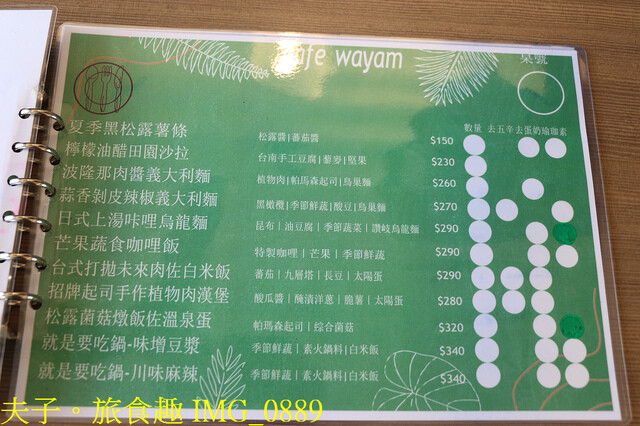 afe wayam
菜瓢
數量 去五辛 去蛋奶 瑜珈素
夏季黑松露薯條 松露醬|蕃茄醬 $150
檸檬油醋田園沙拉 台南手工豆腐|藜麥|堅果 $230
波隆那肉醬義大利麵 植物肉|帕瑪森起司|烏巢麵 $260
蒜香剝皮辣椒義大利麵 黑橄欖|季節鮮蔬|酸豆|烏巢麵 $270
日式上湯咔哩烏龍麵 昆布|油豆腐|季節蔬菜|讚岐烏龍麵 $290
芒果蔬食咖哩飯 特製咖哩|芒果|季節鮮蔬 $290
台式打拋未來肉佐白米飯 蕃茄|九層塔|長豆|太陽蛋 $290
招牌起司手作植物肉漢堡 酸瓜醬|醃漬洋蔥|脆薯|太陽蛋 $280
松露菌菇燉飯佐溫泉蛋 帕瑪森起司|綜合菌菇 $320
就是要吃鍋-味增豆漿 季節鮮蔬|素火鍋料|白米飯 $340
就是要吃鍋-川味麻辣 季節鮮蔬|素火鍋料|白米飯 $340
夫子。旅食趣 IMG_0889